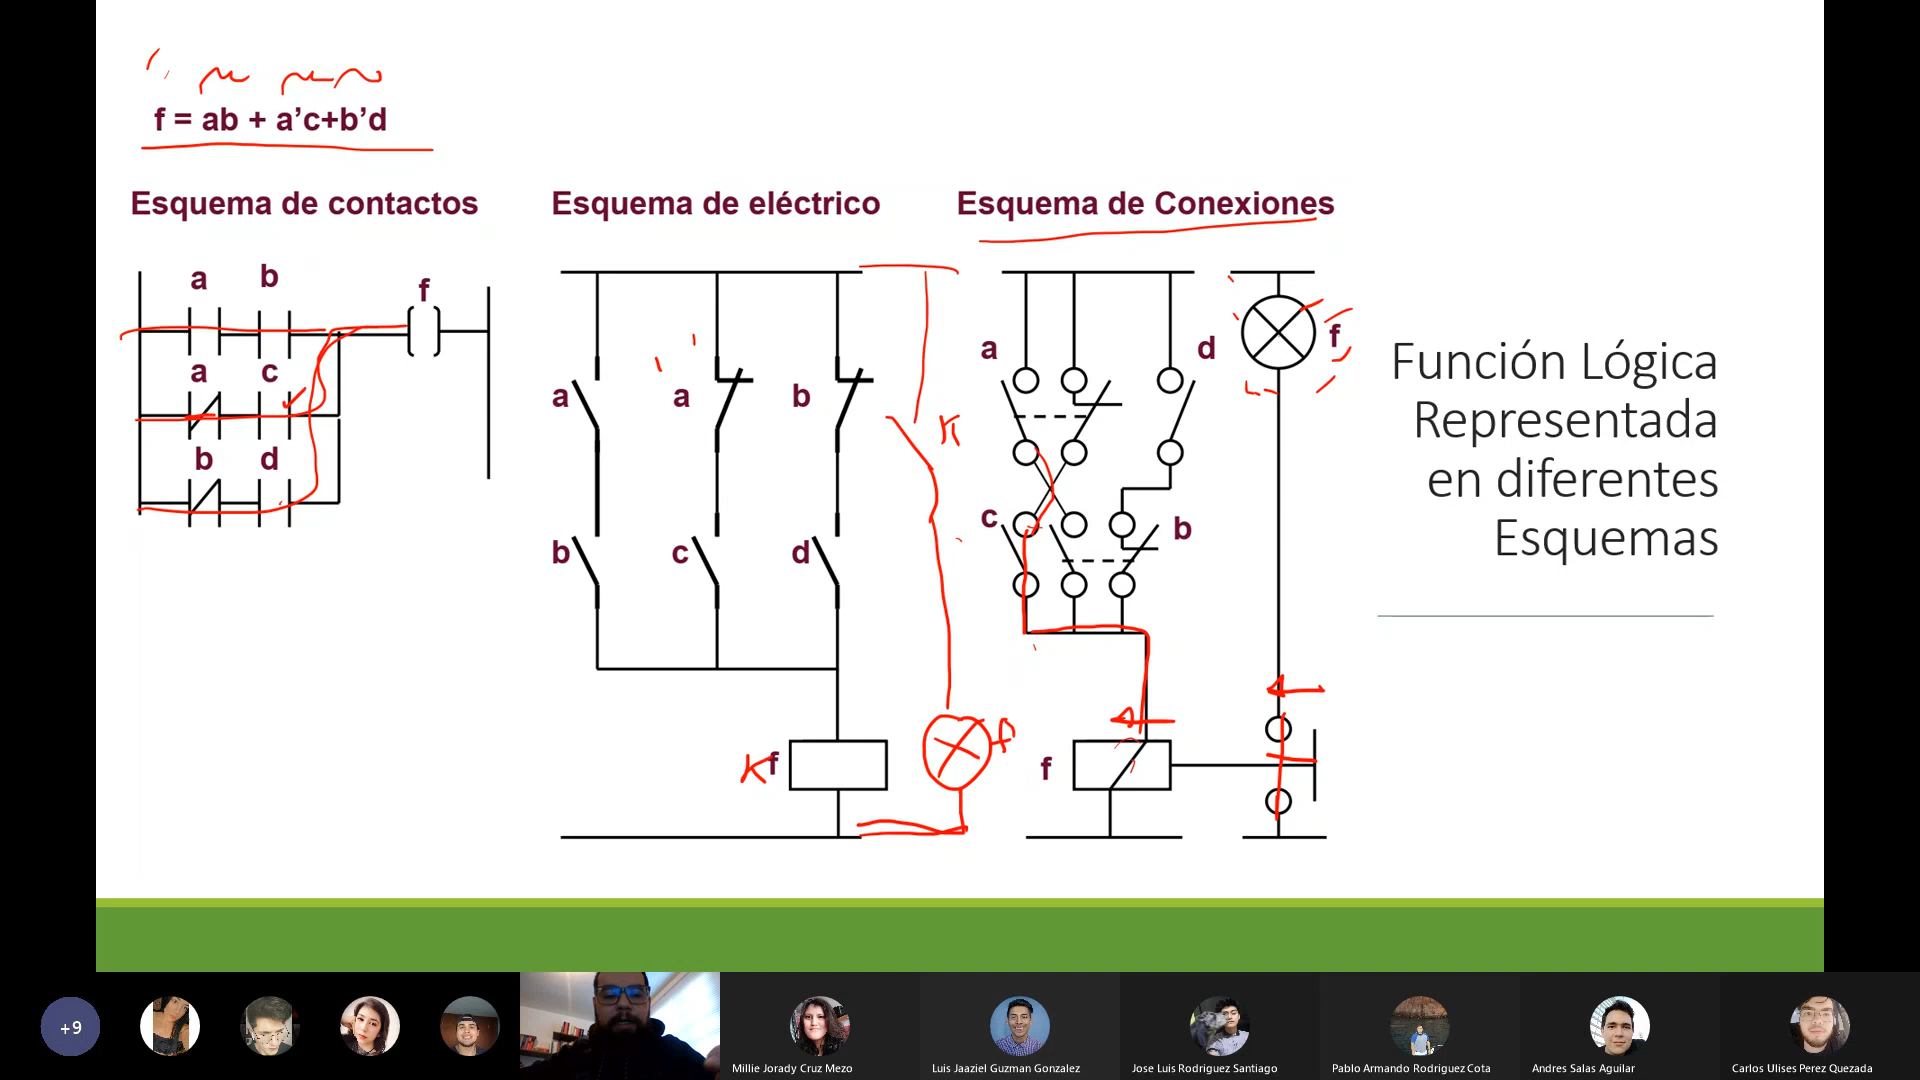 f = ab + a’c+b’d
Esquema de contactos
Esquema de eléctrico
Esquema de Conexiones
a b
f
a c
b d
a a b
b c d
K
Kf
f
a d
f
c b
f
Función Lógica
Representada
en diferentes
Esquemas
+9
Millie Jorady Cruz Mezo
Luis Jaaziel Guzman Gonzalez
Jose Luis Rodriguez Santiago
Pablo Armando Rodriguez Cota
Andres Salas Aguilar
Carlos Ulises Perez Quezada